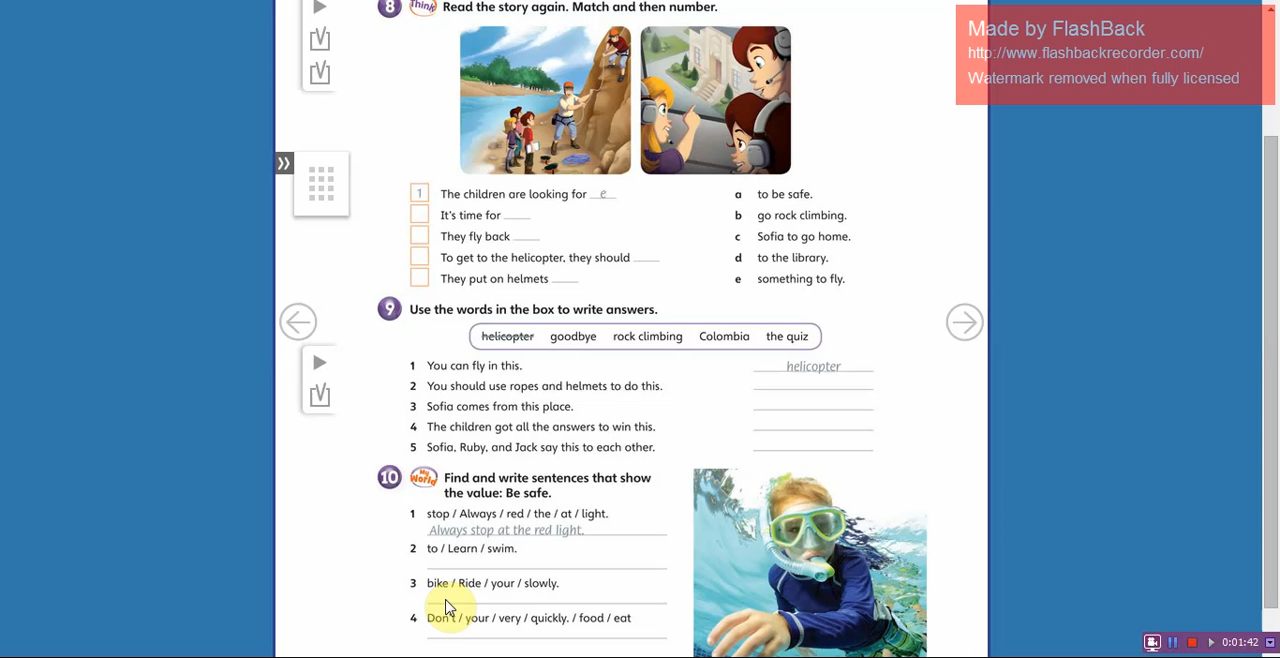 8 Think Read the story again. Match and then number.
Made by FlashBack
http://www.flashbackrecorder.com/
Watermark removed when fully licensed
1 The children are looking for e
a to be safe.
It's time for ____
b go rock climbing.
They fly back ____
c Sofia to go home.
To get to the helicopter, they should ____
d to the library.
They put on helmets ____
e something to fly.
9 Use the words in the box to write answers.
helicopter goodbye rock climbing Colombia the quiz
1 You can fly in this. helicopter
2 You should use ropes and helmets to do this.
3 Sofia comes from this place.
4 The children got all the answers to win this.
5 Sofia, Ruby, and Jack say this to each other.
10 My World Find and write sentences that show
the value: Be safe.
1 stop / Always / red / the / at / light.
Always stop at the red light.
2 to / Learn / swim.
3 bike / Ride / your / slowly.
4 Don't / your / very / quickly. / food / eat
0:01:42